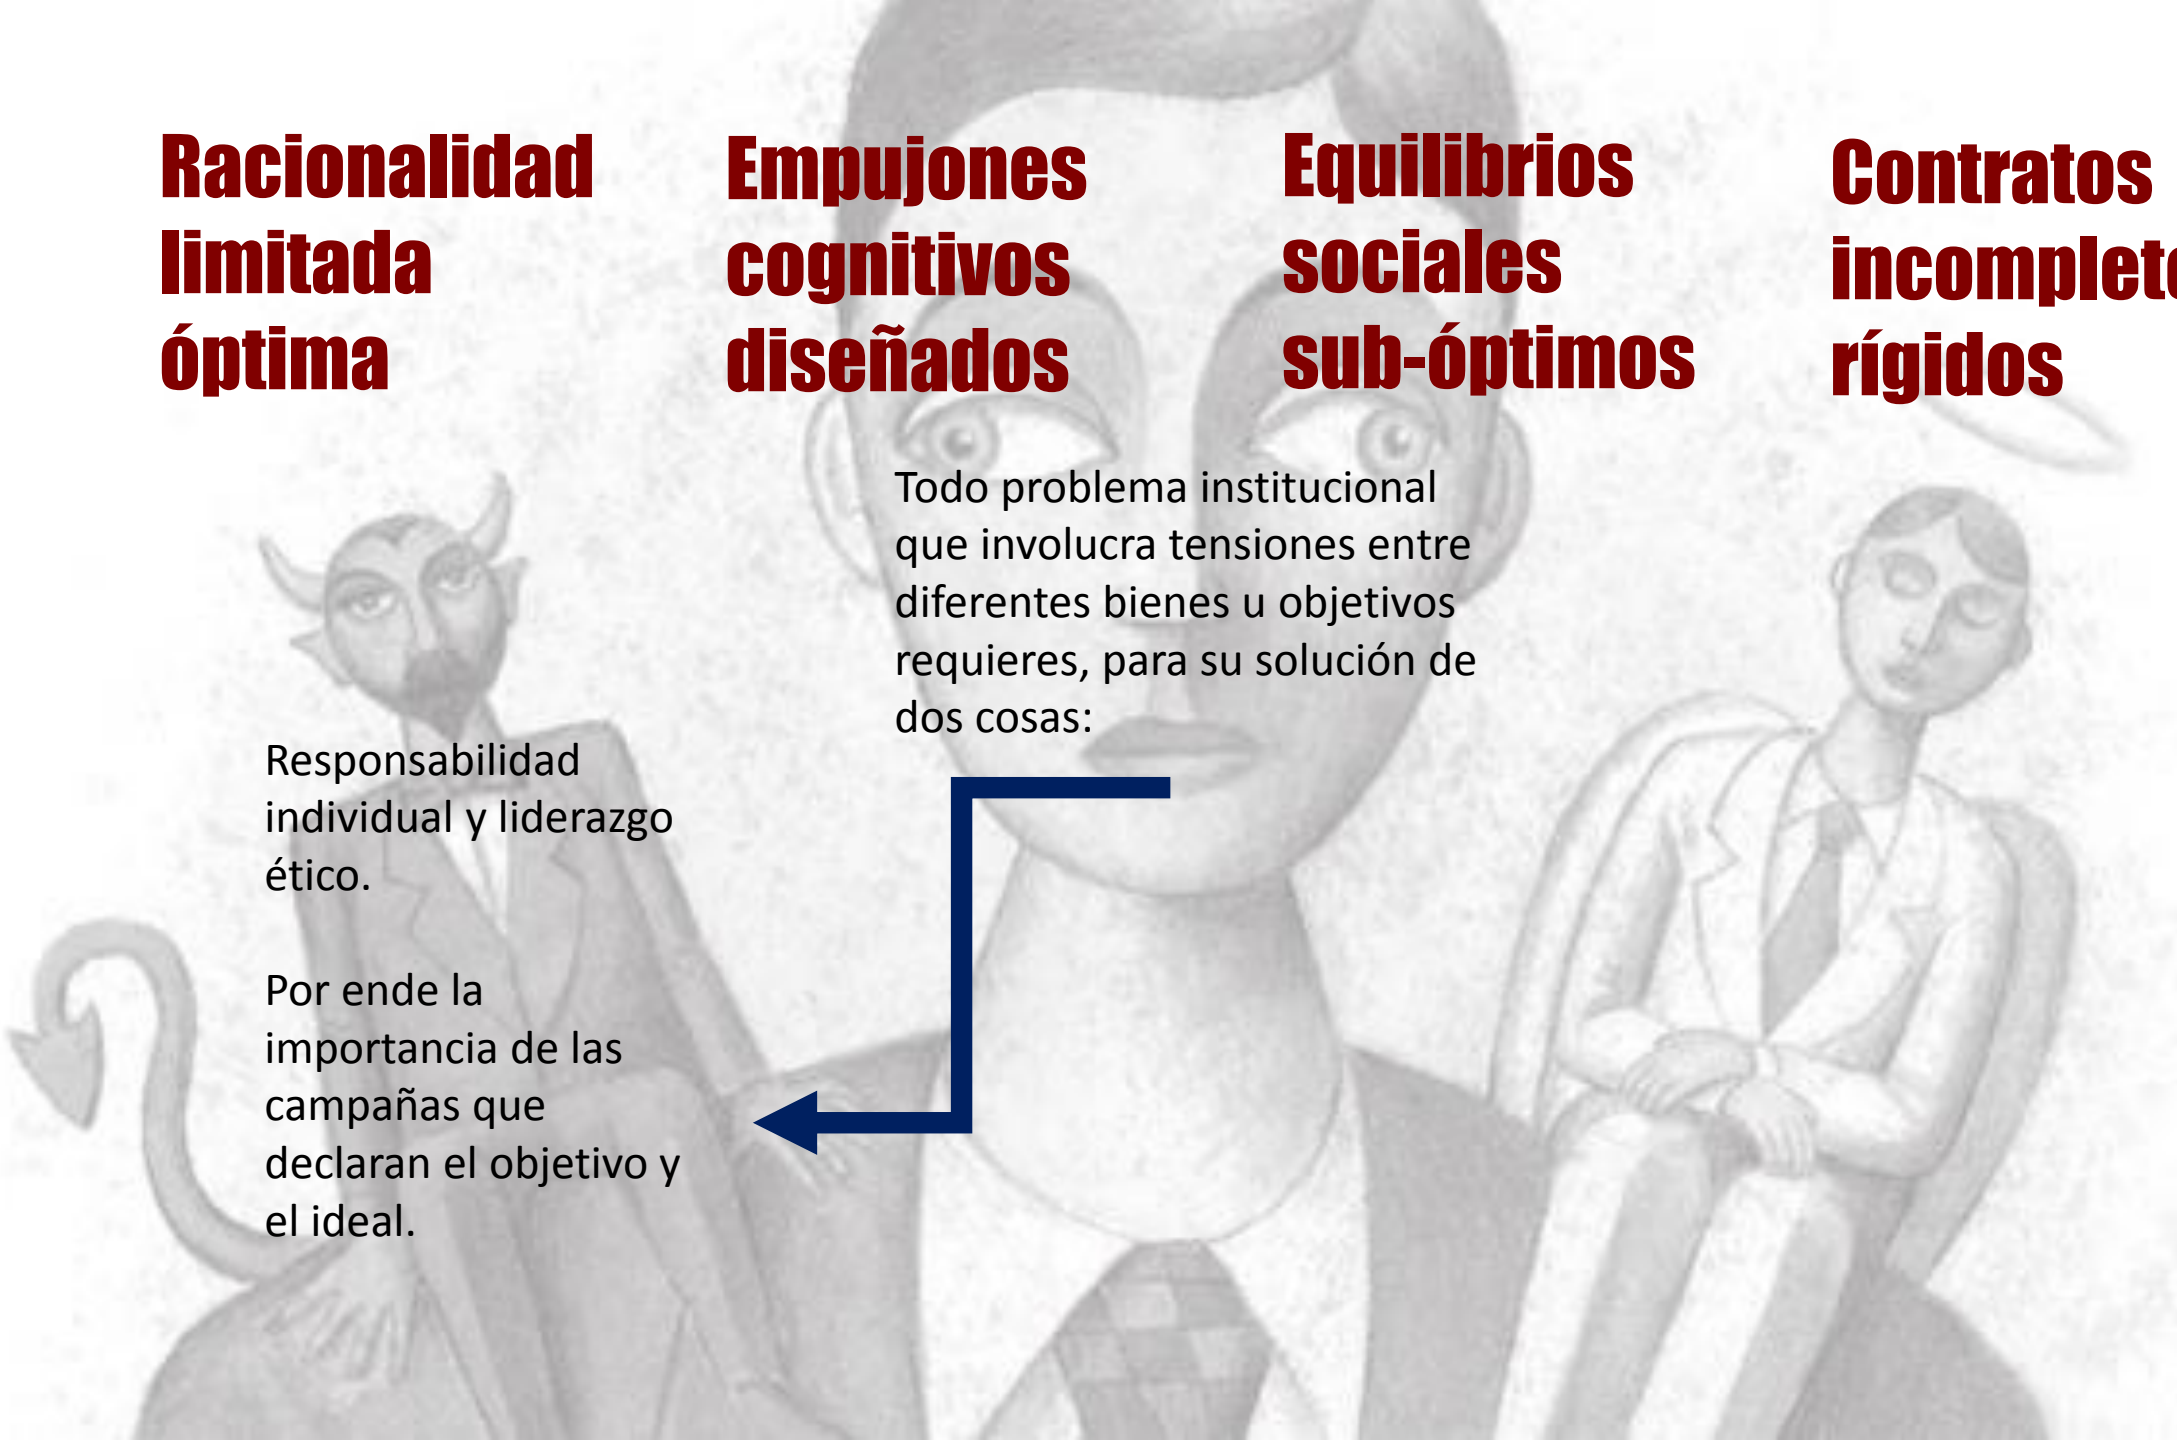 Racionalidad
limitada
óptima
Empujones
cognitivos
diseñados
Equilibrios
sociales
sub-óptimos
Contratos
rígidos
Todo problema institucional
que involucra tensiones entre
diferentes bienes u objetivos
requieres, para su solución de
dos cosas:
Responsabilidad
individual y liderazgo
ético.
Por ende la
importancia de las
campañas que
declaran el objetivo y
el ideal.